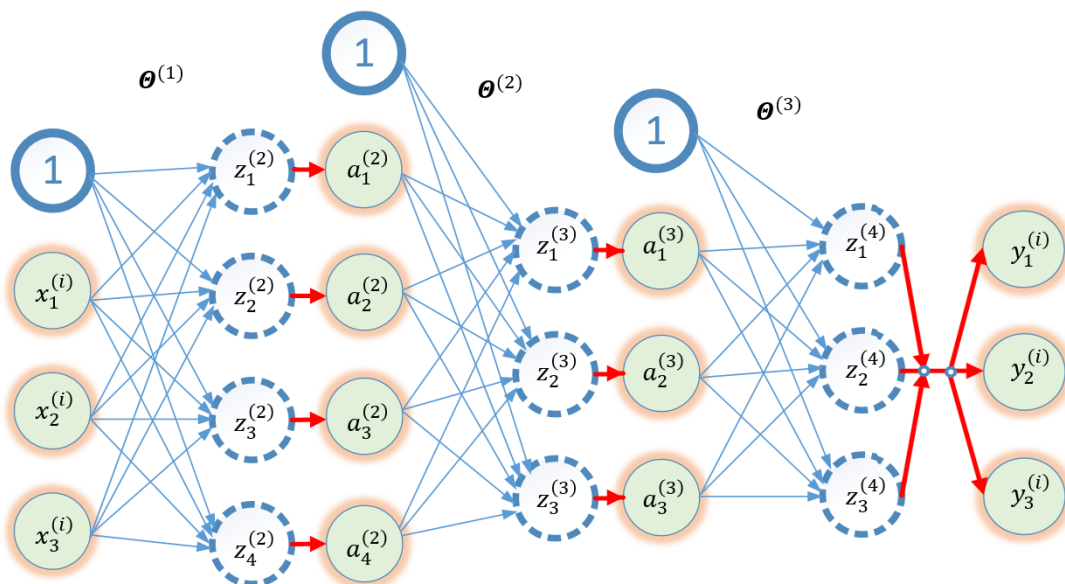 1
Θ^{(1)}
1
Θ^{(2)}
1
Θ^{(3)}
x_1^{(i)}
x_2^{(i)}
x_3^{(i)}
z_1^{(2)}
z_2^{(2)}
z_3^{(2)}
z_4^{(2)}
a_1^{(2)}
a_2^{(2)}
a_3^{(2)}
a_4^{(2)}
z_1^{(3)}
z_2^{(3)}
z_3^{(3)}
a_1^{(3)}
a_2^{(3)}
a_3^{(3)}
z_1^{(4)}
z_2^{(4)}
z_3^{(4)}
y_1^{(i)}
y_2^{(i)}
y_3^{(i)}